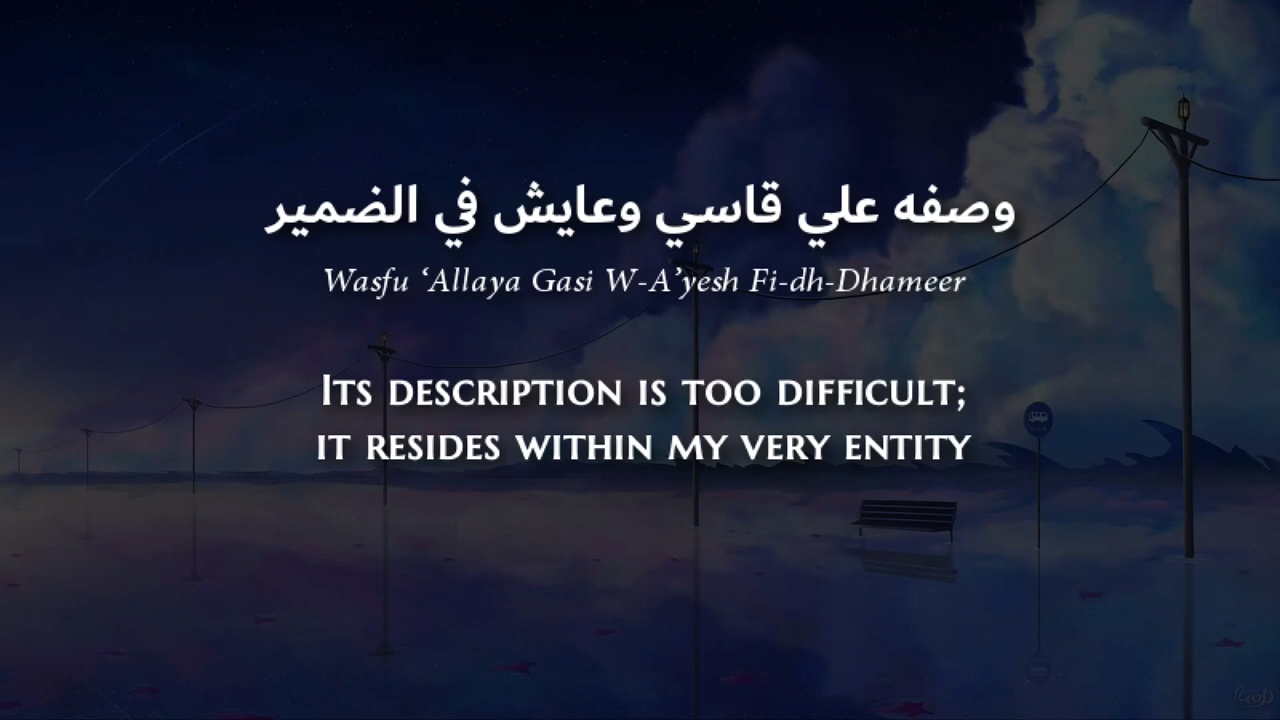 وصفه علي قاسي وعايش في الضمير
Wasfu ‘Allaya Gasi W-A’yesh Fi-dh-Dhameer
Its description is too difficult;
it resides within my very entity